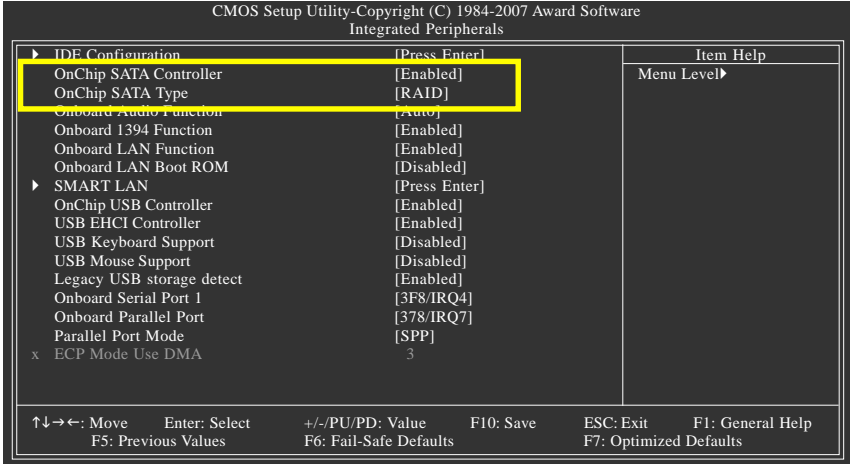 CMOS Setup Utility-Copyright (C) 1984-2007 Award Software
Integrated Peripherals
IDE Configuration [Press Enter] Item Help
OnChip SATA Controller [Enabled] Menu Level
OnChip SATA Type [RAID]
Onboard Audio Function [Auto]
Onboard 1394 Function [Enabled]
Onboard LAN Function [Enabled]
Onboard LAN Boot ROM [Disabled]
SMART LAN [Press Enter]
OnChip USB Controller [Enabled]
USB EHCI Controller [Enabled]
USB Keyboard Support [Disabled]
USB Mouse Support [Disabled]
Legacy USB storage detect [Enabled]
Onboard Serial Port 1 [3F8/IRQ4]
Onboard Parallel Port [378/IRQ7]
Parallel Port Mode [SPP]
x ECP Mode Use DMA 3
↑↓→←: Move Enter: Select +/-/PU/PD: Value F10: Save ESC: Exit F1: General Help
F5: Previous Values F6: Fail-Safe Defaults F7: Optimized Defaults